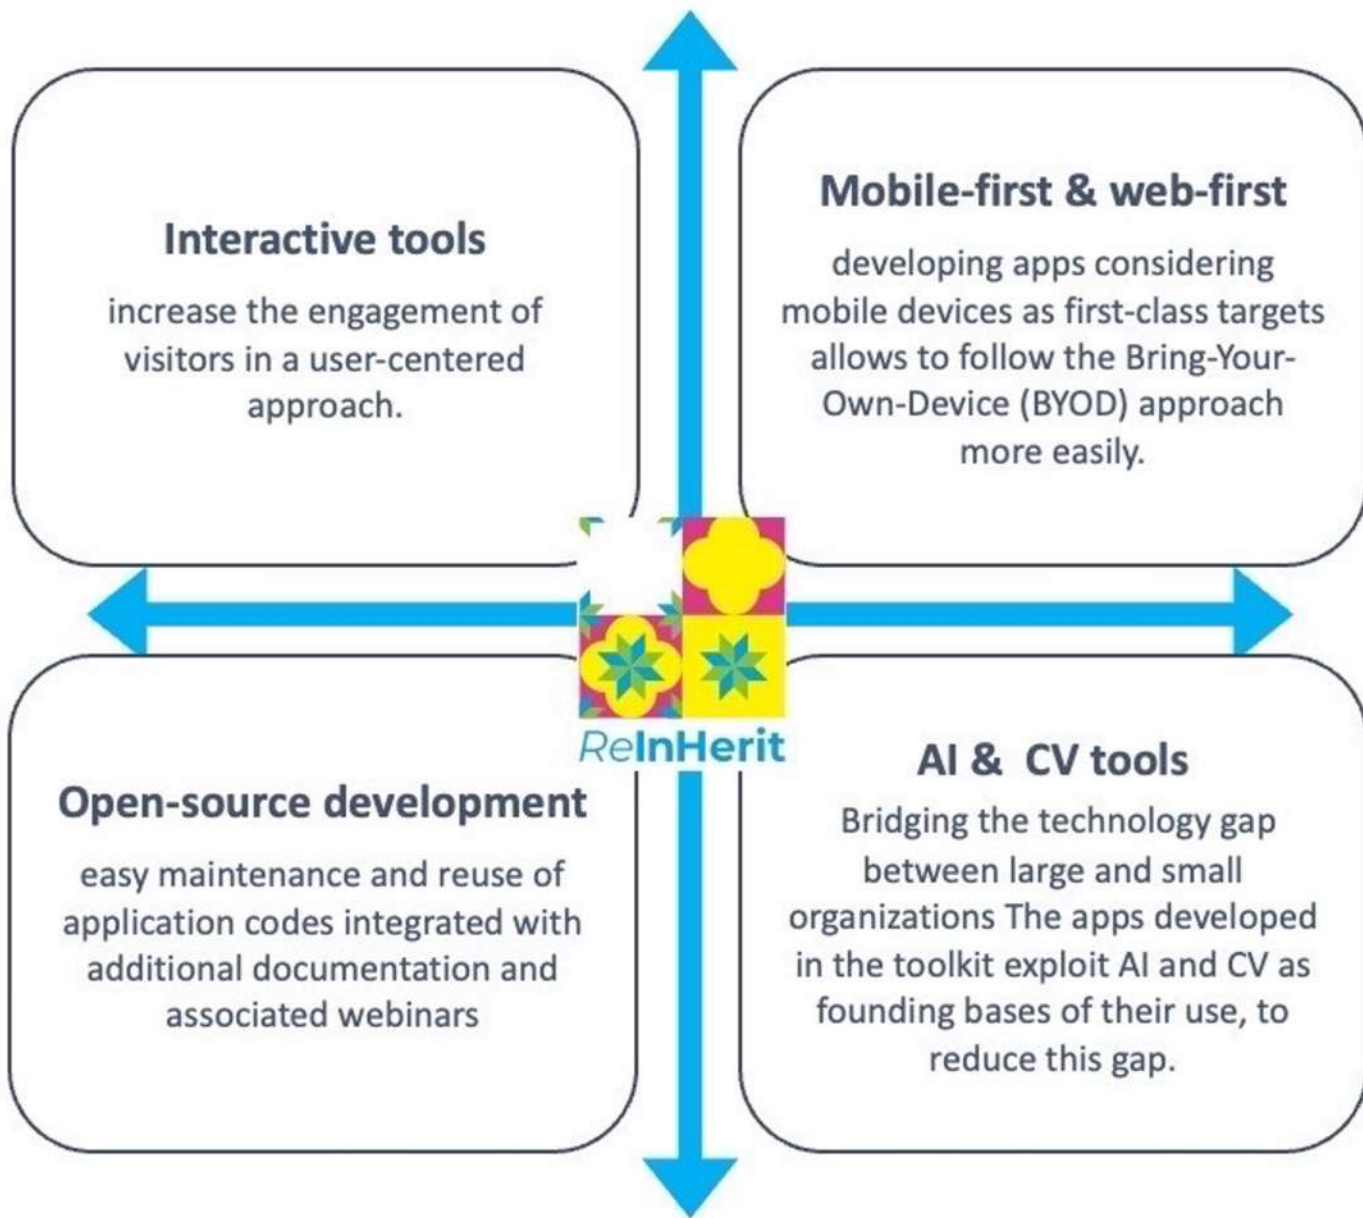 Interactive tools
increase the engagement of
visitors in a user-centered
approach.
Mobile-first & web-first
developing apps considering
mobile devices as first-class targets
allows to follow the Bring-Your-
Own-Device (BYOD) approach
more easily.
ReInHerit
Open-source development
easy maintenance and reuse of
application codes integrated with
additional documentation and
associated webinars
AI & CV tools
Bridging the technology gap
between large and small
organizations The apps developed
in the toolkit exploit AI and CV as
founding bases of their use, to
reduce this gap.